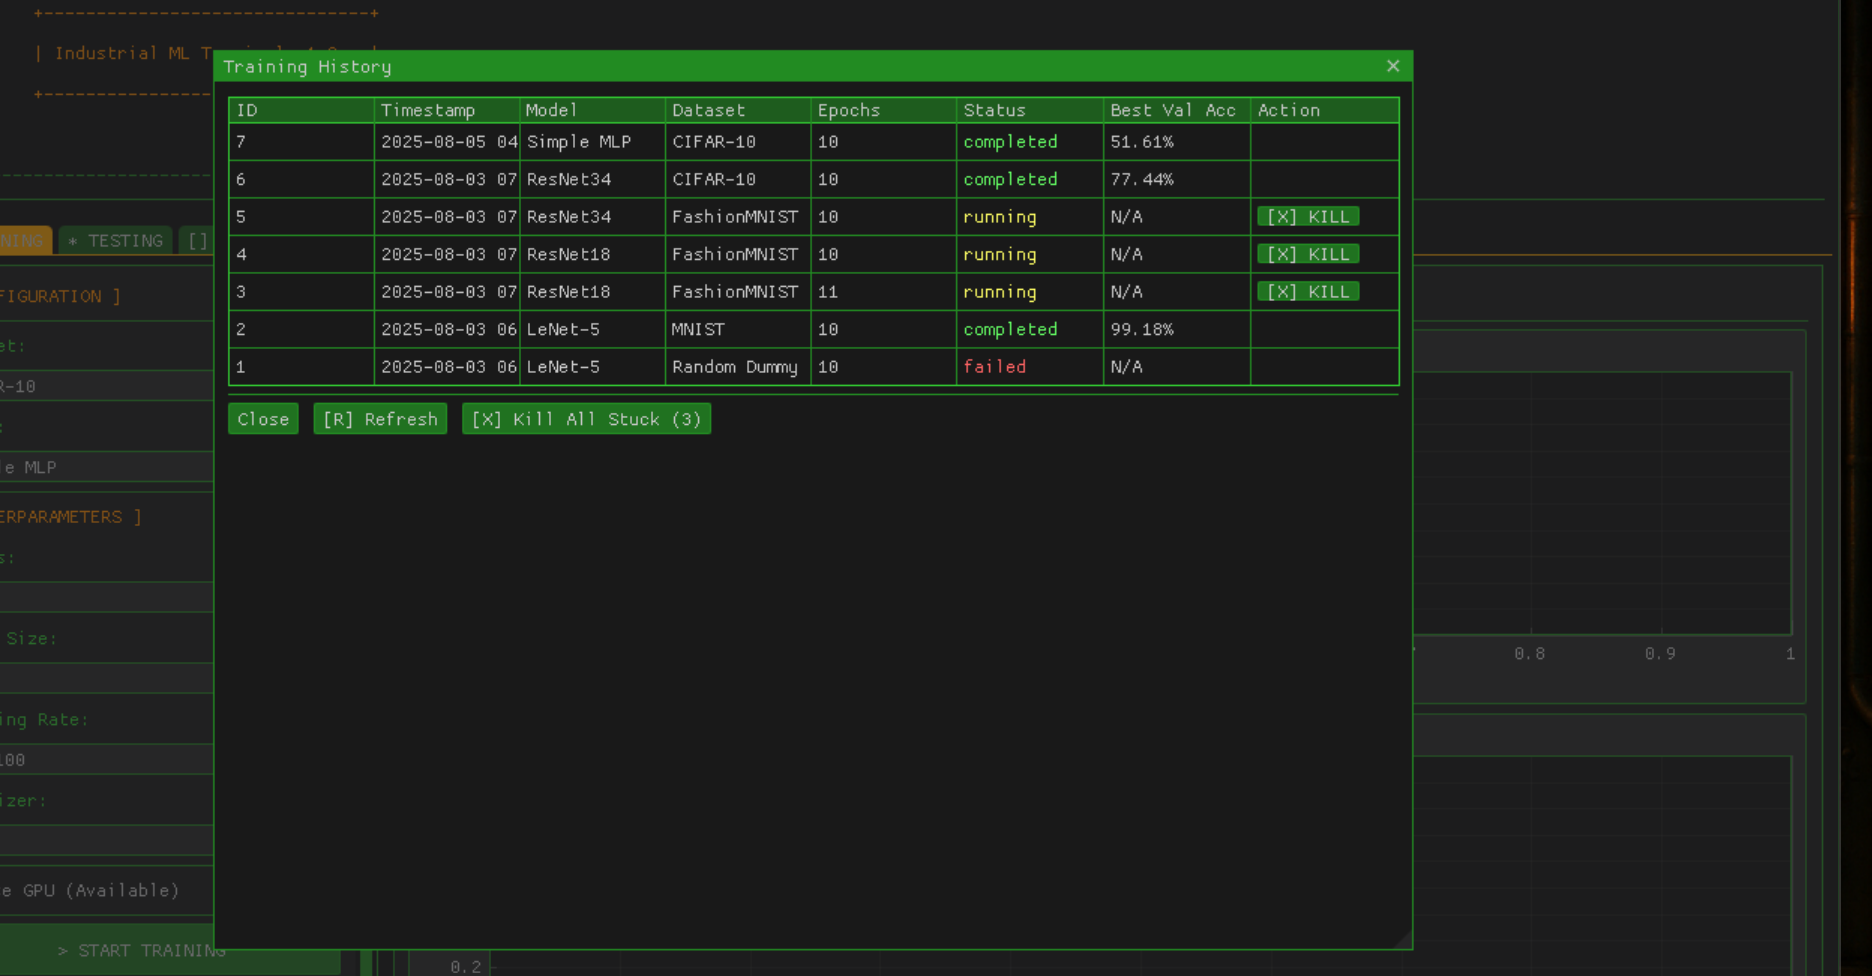 +-------------------------------+
| Industrial ML T
+----------------
Training History
ID Timestamp Model Dataset Epochs Status Best Val Acc Action
7 2025-08-05 04 Simple MLP CIFAR-10 10 completed 51.61%
6 2025-08-03 07 ResNet34 CIFAR-10 10 completed 77.44%
5 2025-08-03 07 ResNet34 FashionMNIST 10 running N/A [X] KILL
4 2025-08-03 07 ResNet18 FashionMNIST 10 running N/A [X] KILL
3 2025-08-03 07 ResNet18 FashionMNIST 11 running N/A [X] KILL
2 2025-08-03 06 LeNet-5 MNIST 10 completed 99.18%
1 2025-08-03 06 LeNet-5 Random Dummy 10 failed N/A
Close [R] Refresh [X] Kill All Stuck (3)
NING * TESTING []
FIGURATION ]
et:
R-10
le MLP
ERPARAMETERS ]
s:
Size:
ing Rate:
100
izer:
e GPU (Available)
> START TRAINING
0.8 0.9 1
0.2